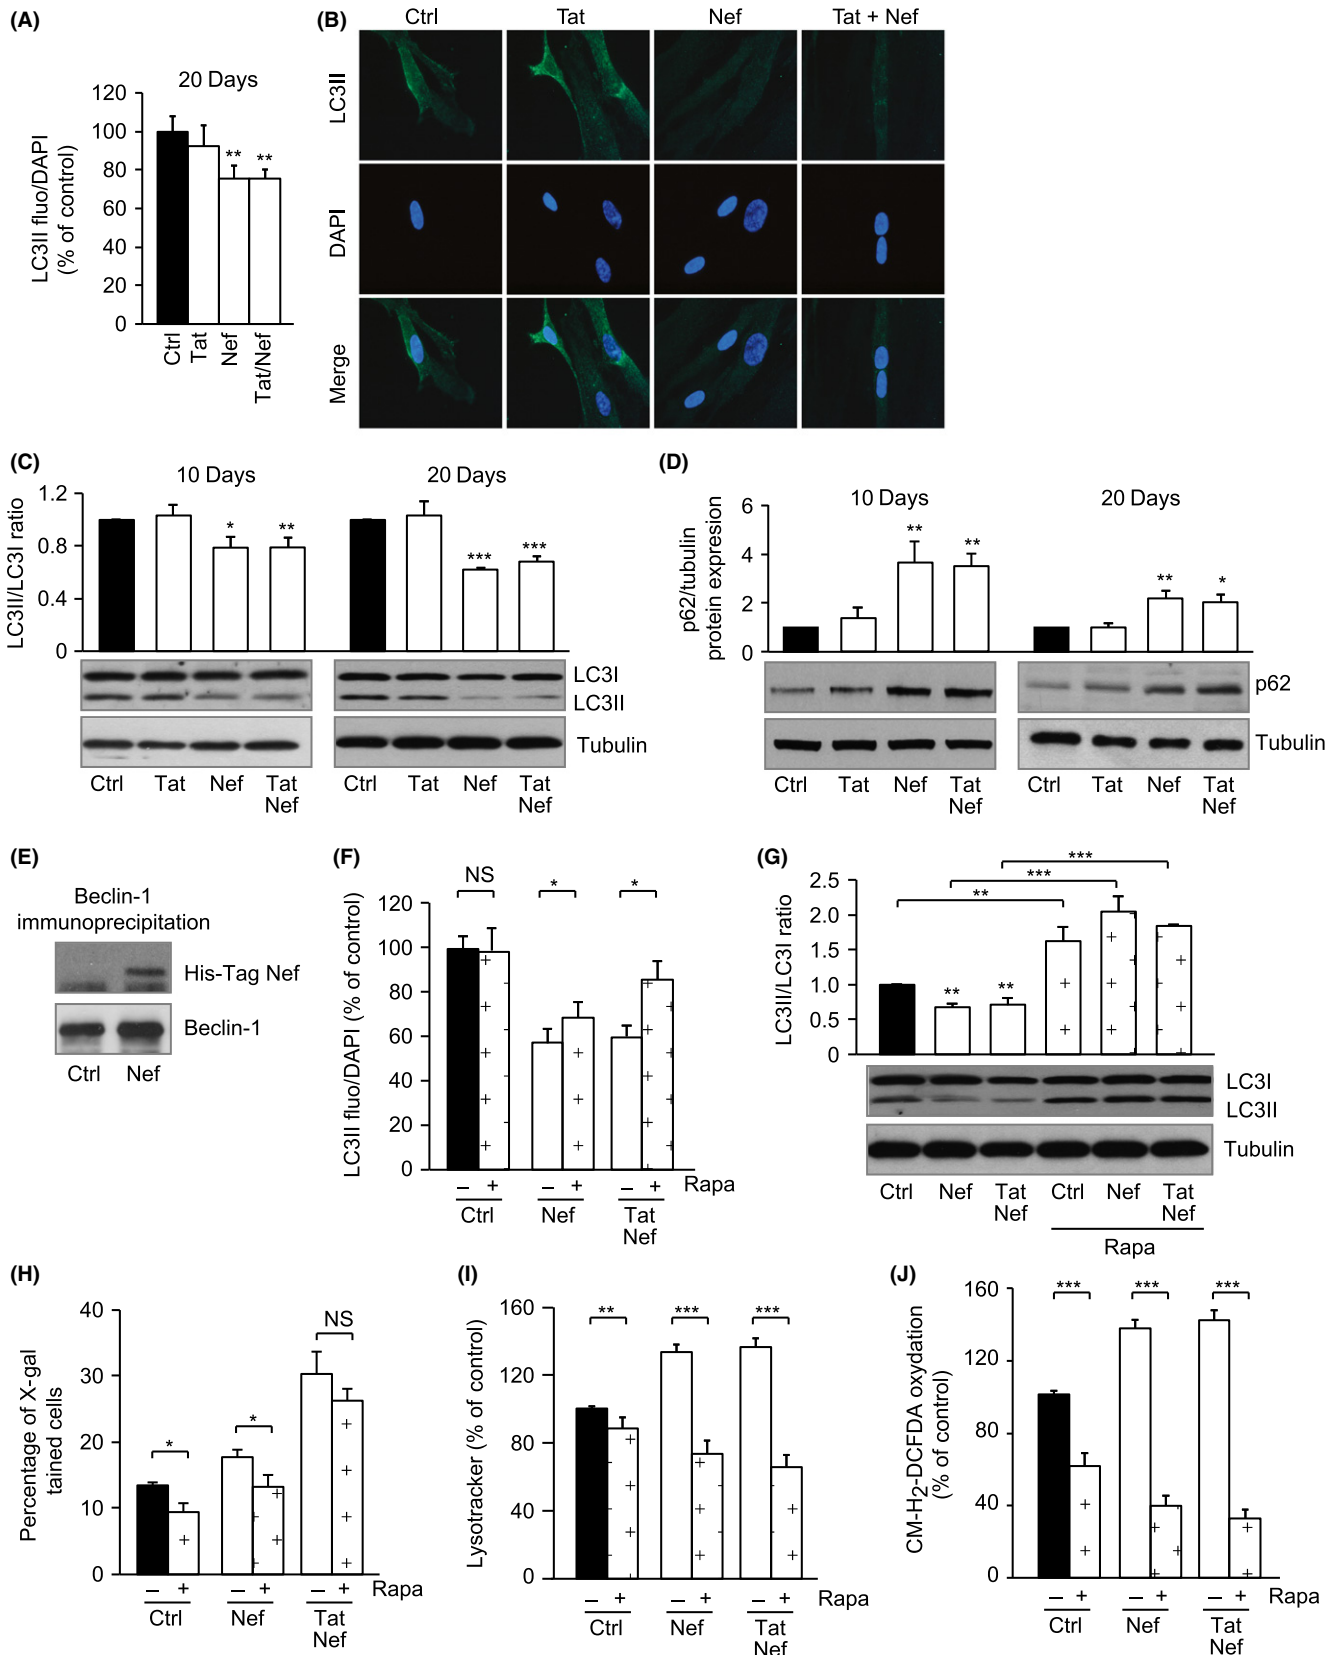 (A)
20 Days
LC3II fluo/DAPI
(% of control)
120
100
80
60
40
20
0
** **
Ctrl
Tat
Nef
Tat/Nef
(B)
Ctrl Tat Nef Tat + Nef
LC3II
DAPI
Merge
(C)
10 Days 20 Days
LC3II/LC3I ratio
1.2
0.8
0.4
0
* ** *** ***
LC3I
LC3II
Tubulin
Ctrl Tat Nef Tat Nef Ctrl Tat Nef Tat Nef
(D)
10 Days 20 Days
p62/tubulin
protein expresion
6
4
2
0
** ** ** *
p62
Tubulin
Ctrl Tat Nef Tat Nef Ctrl Tat Nef Tat Nef
(E)
Beclin-1
immunoprecipitation
His-Tag Nef
Beclin-1
Ctrl Nef
(F)
LC3II fluo/DAPI (% of control)
120
100
80
60
40
20
0
NS * *
– + – + – + Rapa
Ctrl Nef Tat Nef
(G)
LC3II/LC3I ratio
2.5
2.0
1.5
1.0
0.5
0
***
***
**
** **
LC3I
LC3II
Tubulin
Ctrl Nef Tat Nef Ctrl Nef Tat Nef
Rapa
(H)
Percentage of X-gal
tained cells
40
30
20
10
0
* * NS
– + – + – + Rapa
Ctrl Nef Tat Nef
(I)
Lysotracker (% of control)
160
120
80
40
0
** *** ***
– + – + – + Rapa
Ctrl Nef Tat Nef
(J)
CM-H2-DCFDA oxydation
(% of control)
160
120
80
40
0
*** *** ***
– + – + – + Rapa
Ctrl Nef Tat Nef